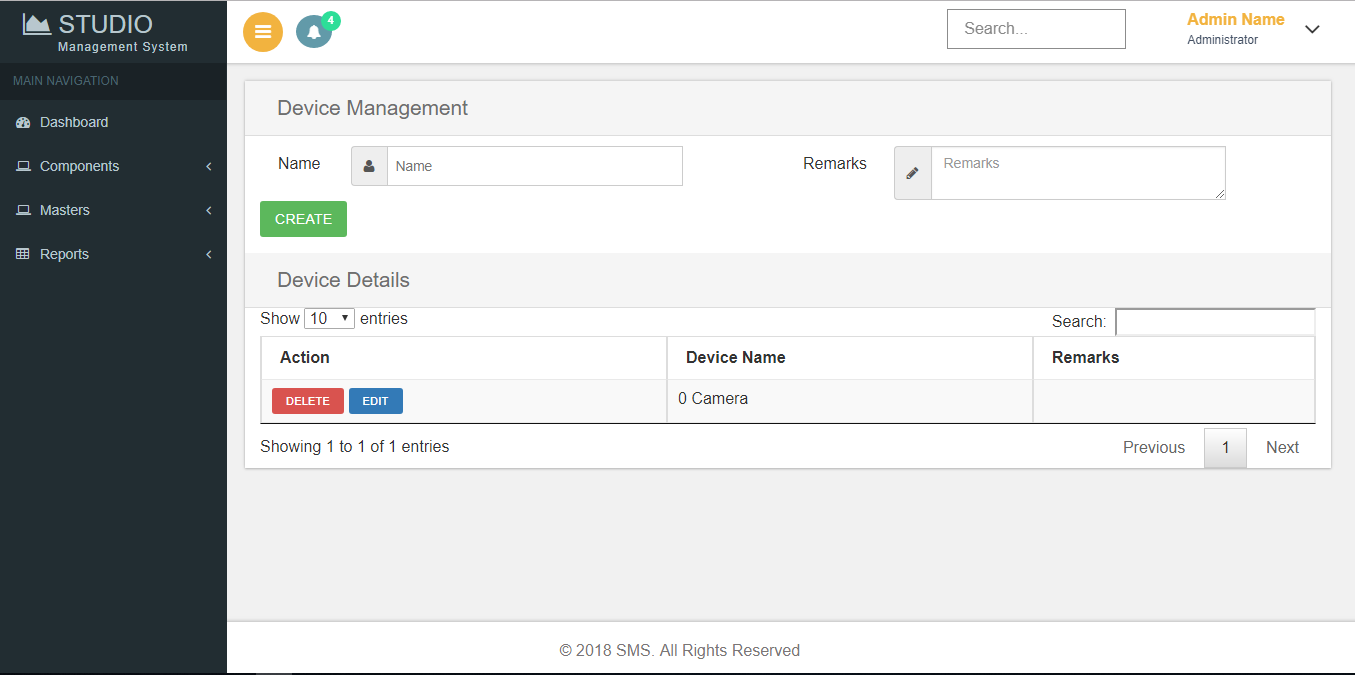 STUDIO
Management System
4
Search...
Admin Name
Administrator
MAIN NAVIGATION
Dashboard
Components
Masters
Reports
Device Management
Name
Name
Remarks
Remarks
CREATE
Device Details
Show 10 entries
Search:
Action Device Name Remarks
DELETE EDIT 0 Camera
Showing 1 to 1 of 1 entries
Previous 1 Next
© 2018 SMS. All Rights Reserved